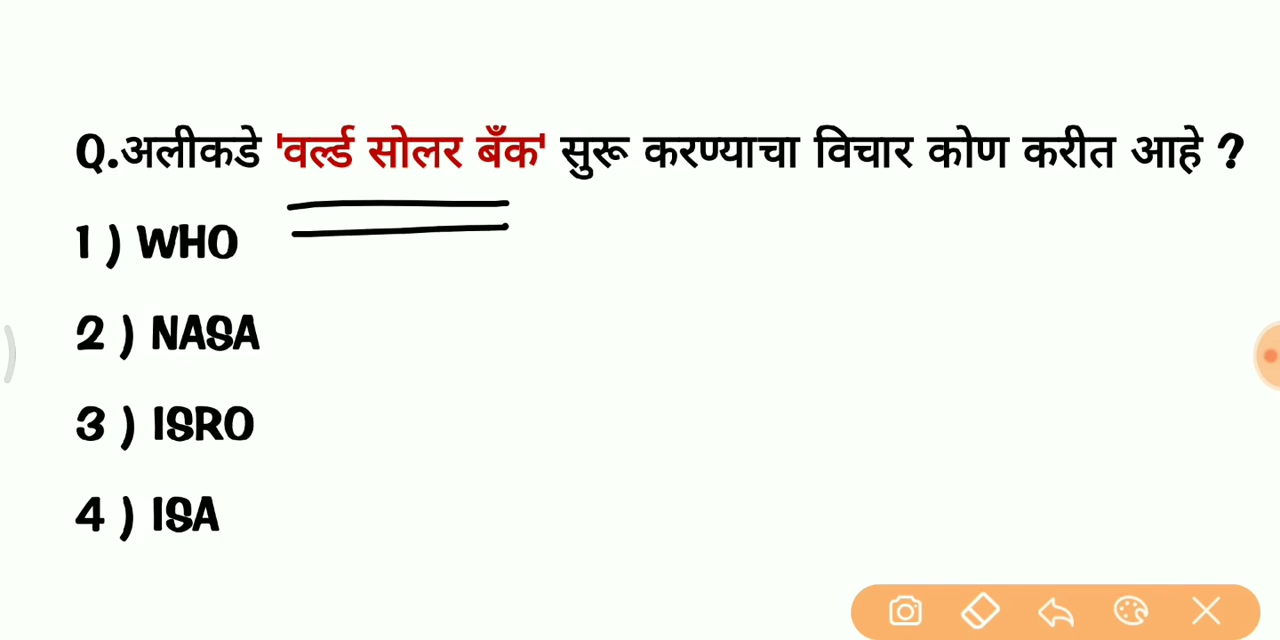 Q.अलीकडे 'वर्ल्ड सोलर बँक' सुरू करण्याचा विचार कोण करीत आहे ?
1 ) WHO
2 ) NASA
3 ) ISRO
4 ) ISA